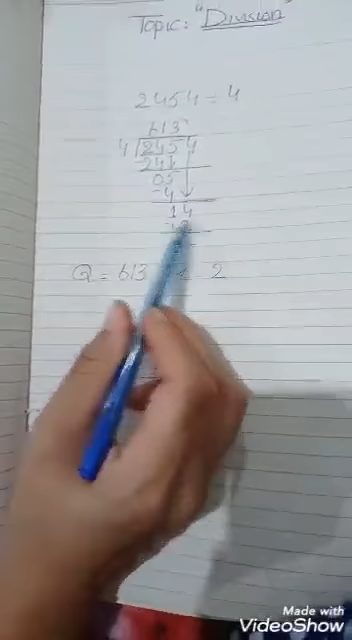 Topic: "Division"
2454 ÷ 4
613
4 2454
-24↓
05
-4
14
Q = 613 2
Made with
VideoShow